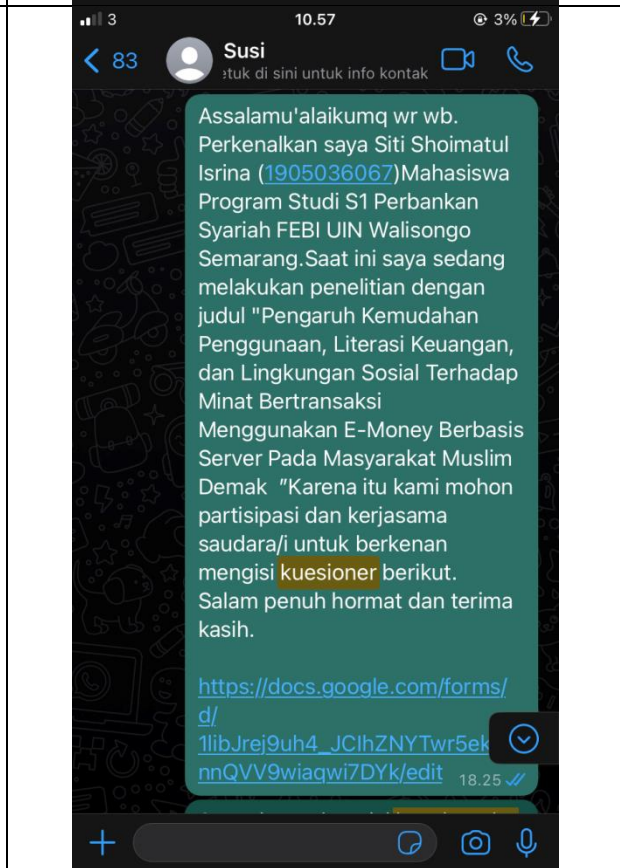 3 10.57 3%
83 Susi
etuk di sini untuk info kontak
Assalamu'alaikumq wr wb.
Perkenalkan saya Siti Shoimatul
Isrina (1905036067)Mahasiswa
Program Studi S1 Perbankan
Syariah FEBI UIN Walisongo
Semarang.Saat ini saya sedang
melakukan penelitian dengan
judul "Pengaruh Kemudahan
Penggunaan, Literasi Keuangan,
dan Lingkungan Sosial Terhadap
Minat Bertransaksi
Menggunakan E-Money Berbasis
Server Pada Masyarakat Muslim
Demak "Karena itu kami mohon
partisipasi dan kerjasama
saudara/i untuk berkenan
mengisi kuesioner berikut.
Salam penuh hormat dan terima
kasih.
https://docs.google.com/forms/
d/
1libJrej9uh4_JClhZNYTwr5ek
nnQVV9wiaqwi7DYk/edit 18.25